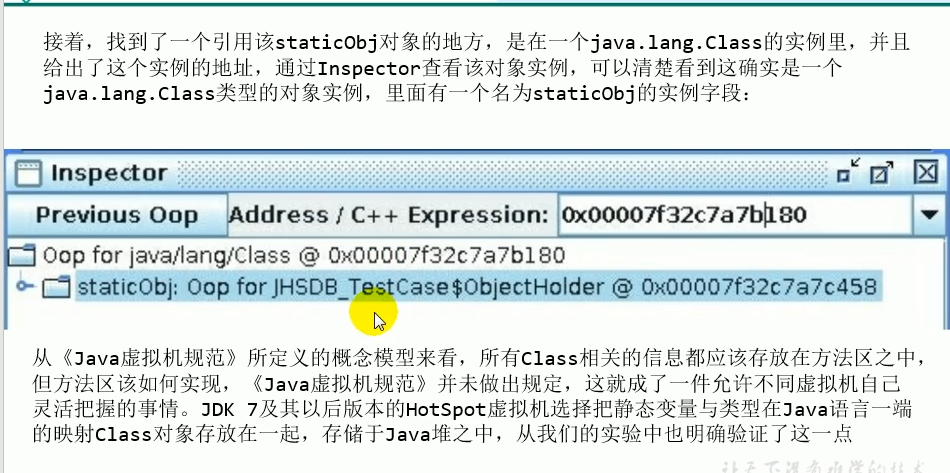 接着，找到了一个引用该staticObj对象的地方，是在一个java.lang.Class的实例里，并且
给出了这个实例的地址，通过Inspector查看该对象实例，可以清楚看到这确实是一个
java.lang.Class类型的对象实例，里面有一个名为staticObj的实例字段：
Inspector
Previous Oop Address / C++ Expression: 0x00007f32c7a7b180
Oop for java/lang/Class @ 0x00007f32c7a7b180
staticObj: Oop for JHSDB_TestCase$ObjectHolder @ 0x00007f32c7a7c458
从《Java虚拟机规范》所定义的概念模型来看，所有Class相关的信息都应该存放在方法区之中，
但方法区该如何实现，《Java虚拟机规范》并未做出规定，这就成了一件允许不同虚拟机自己
灵活把握的事情。JDK 7及其以后版本的HotSpot虚拟机选择把静态变量与类型在Java语言一端
的映射Class对象存放在一起，存储于Java堆之中，从我们的实验中也明确验证了这一点